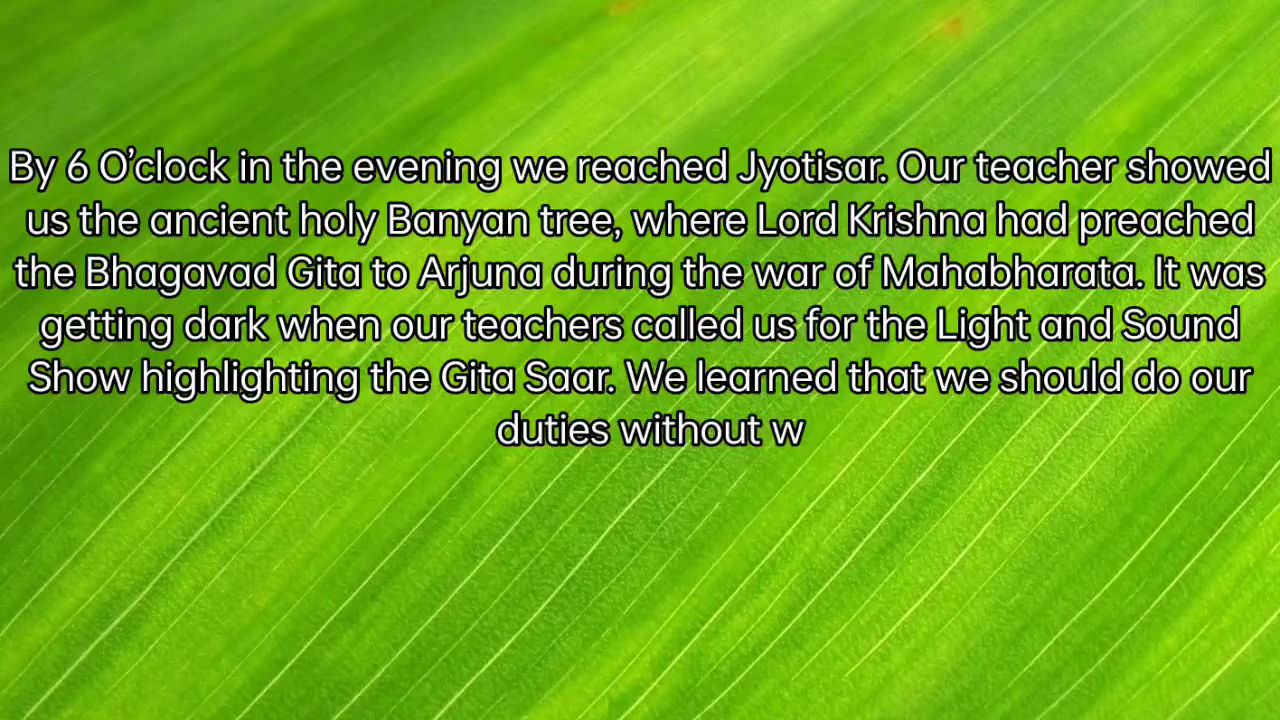 By 6 O’clock in the evening we reached Jyotisar. Our teacher showed
us the ancient holy Banyan tree, where Lord Krishna had preached
the Bhagavad Gita to Arjuna during the war of Mahabharata. It was
getting dark when our teachers called us for the Light and Sound
Show highlighting the Gita Saar. We learned that we should do our
duties without w